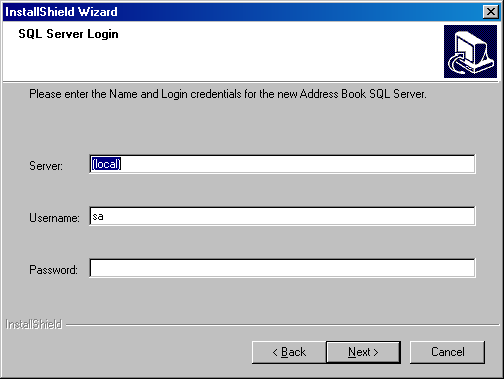 InstallShield Wizard
SQL Server Login
Please enter the Name and Login credentials for the new Address Book SQL Server.
Server: (local)
Username: sa
Password:
InstallShield
< Back Next > Cancel